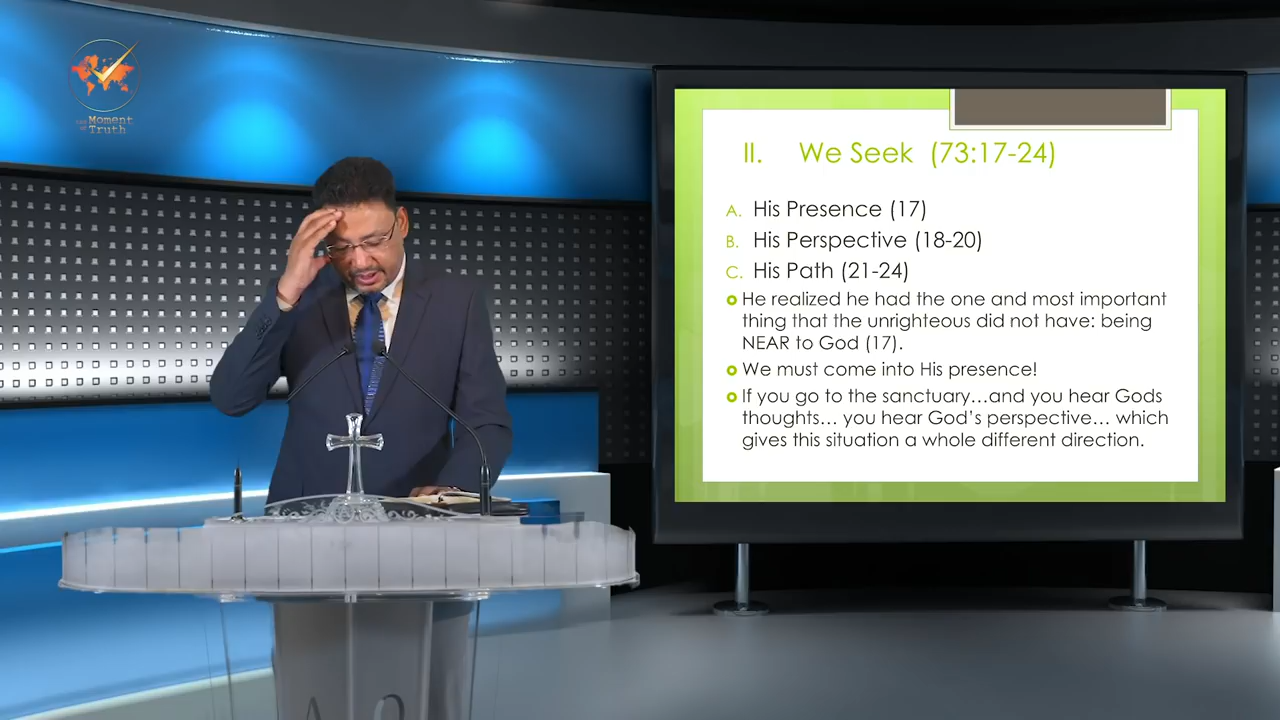 Moment
Truth
II. We Seek (73:17-24)
A. His Presence (17)
B. His Perspective (18-20)
C. His Path (21-24)
He realized he had the one and most important
thing that the unrighteous did not have: being
NEAR to God (17).
We must come into His presence!
If you go to the sanctuary...and you hear Gods
thoughts... you hear God's perspective... which
gives this situation a whole different direction.